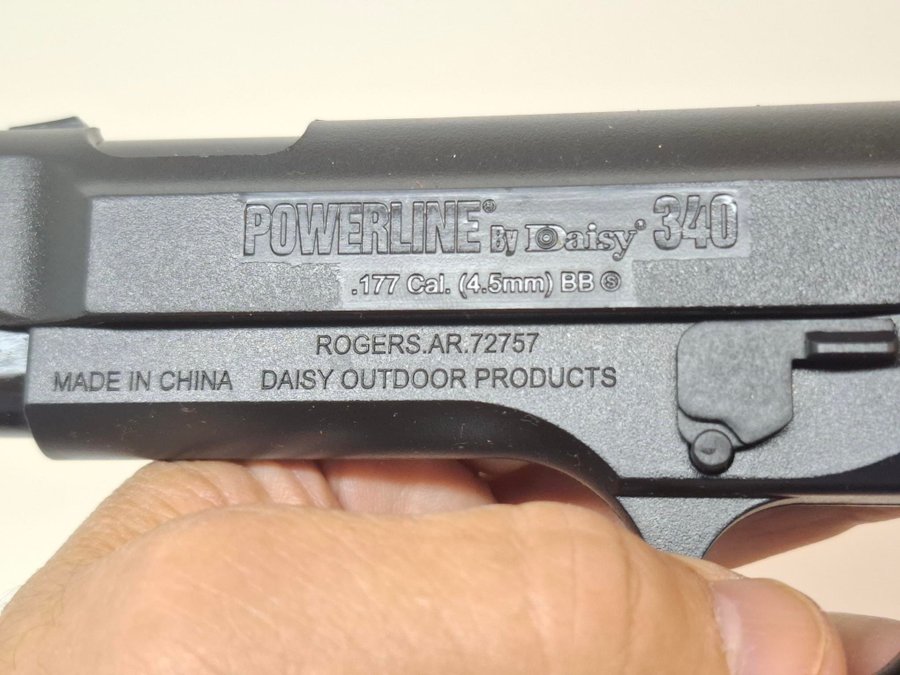 POWERLINE® By Daisy® 340
.177 Cal. (4.5mm) BB Ⓢ
ROGERS.AR.72757
MADE IN CHINA DAISY OUTDOOR PRODUCTS